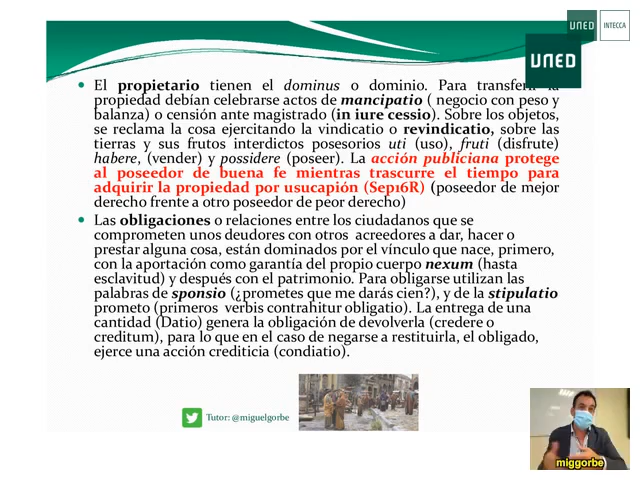 UNED
INTECCA
UNED
• El propietario tienen el dominus o dominio. Para transferir la
propiedad debían celebrarse actos de mancipatio ( negocio con peso y
balanza) o censión ante magistrado (in iure cessio). Sobre los objetos,
se reclama la cosa ejercitando la vindicatio o revindicatio, sobre las
tierras y sus frutos interdictos posesorios uti (uso), fruti (disfrute)
habere, (vender) y possidere (poseer). La acción publiciana protege
al poseedor de buena fe mientras trascurre el tiempo para
adquirir la propiedad por usucapión (Sep16R) (poseedor de mejor
derecho frente a otro poseedor de peor derecho)
• Las obligaciones o relaciones entre los ciudadanos que se
comprometen unos deudores con otros acreedores a dar, hacer o
prestar alguna cosa, están dominados por el vínculo que nace, primero,
con la aportación como garantía del propio cuerpo nexum (hasta
esclavitud) y después con el patrimonio. Para obligarse utilizan las
palabras de sponsio (¿prometes que me darás cien?), y de la stipulatio
prometo (primeros verbis contrahitur obligatio). La entrega de una
cantidad (Datio) genera la obligación de devolverla (credere o
creditum), para lo que en el caso de negarse a restituirla, el obligado,
ejerce una acción crediticia (condiatio).
Tutor: @miguelgorbe
miggorbe